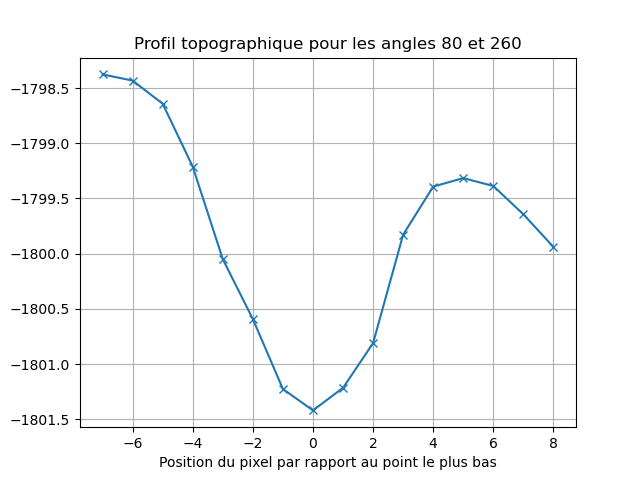 Profil topographique pour les angles 80 et 260
−1798.5
−1799.0
−1799.5
−1800.0
−1800.5
−1801.0
−1801.5
−6 −4 −2 0 2 4 6 8
Position du pixel par rapport au point le plus bas